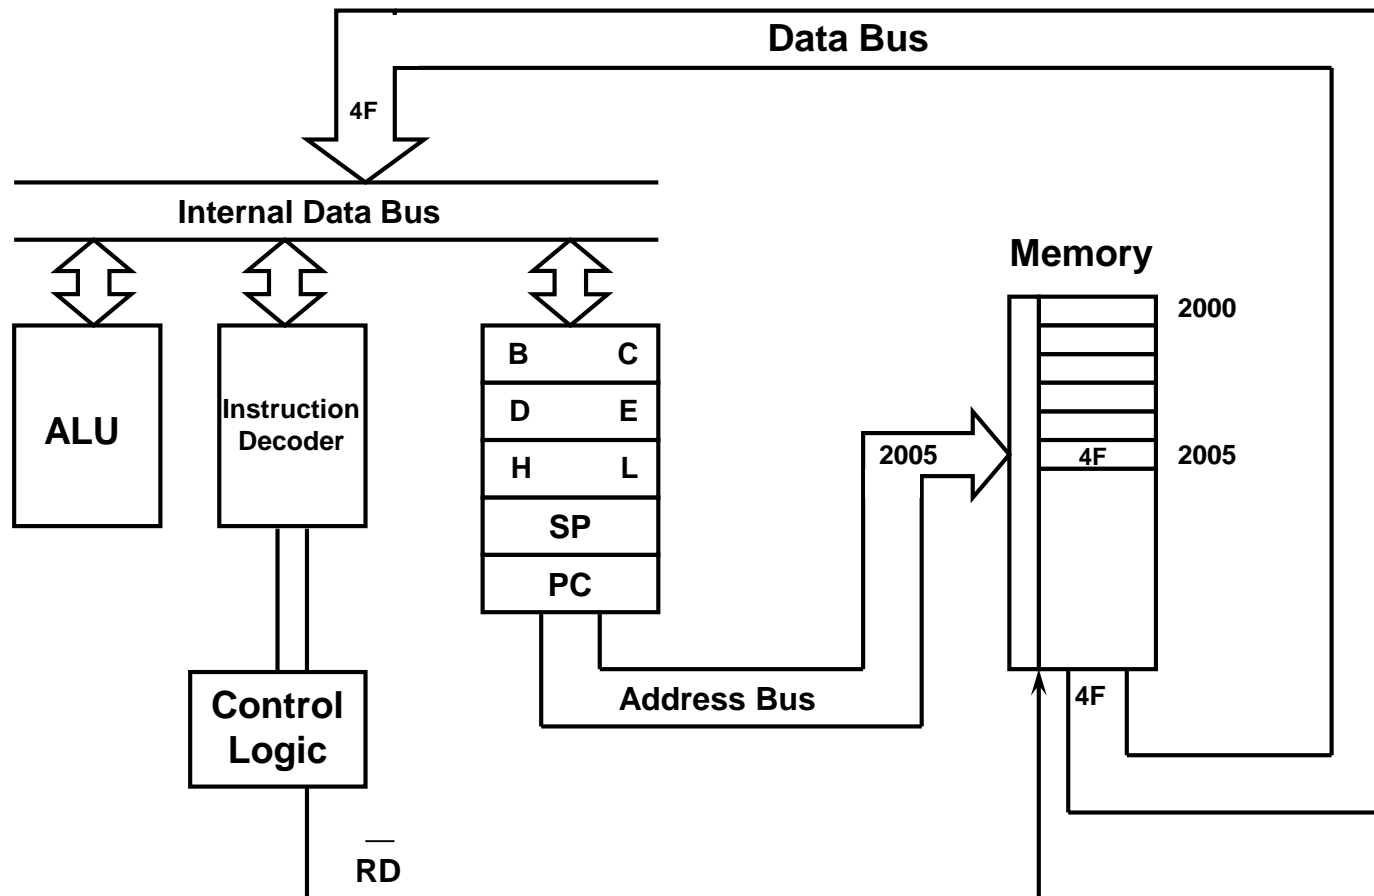 Data Bus
4F
Internal Data Bus
Memory
2000
B C
ALU
Instruction
Decoder
D E
H L
2005
4F
2005
SP
PC
Control
Logic
Address Bus
4F
R̅D̅